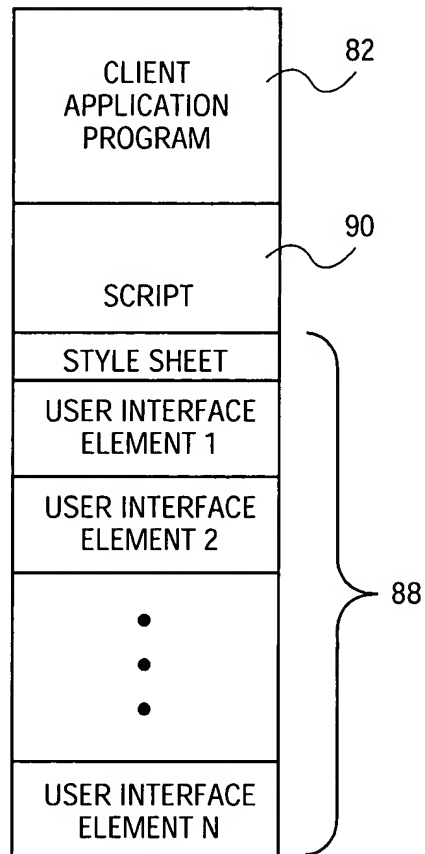 CLIENT
APPLICATION
PROGRAM
82
90
SCRIPT
STYLE SHEET
USER INTERFACE
ELEMENT 1
USER INTERFACE
ELEMENT 2
88
USER INTERFACE
ELEMENT N